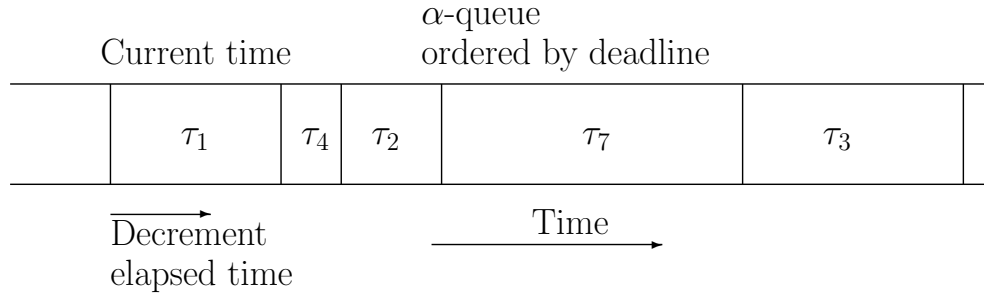 α-queue
Current time ordered by deadline
τ₁ τ₄ τ₂ τ₇ τ₃
Decrement
elapsed time
Time